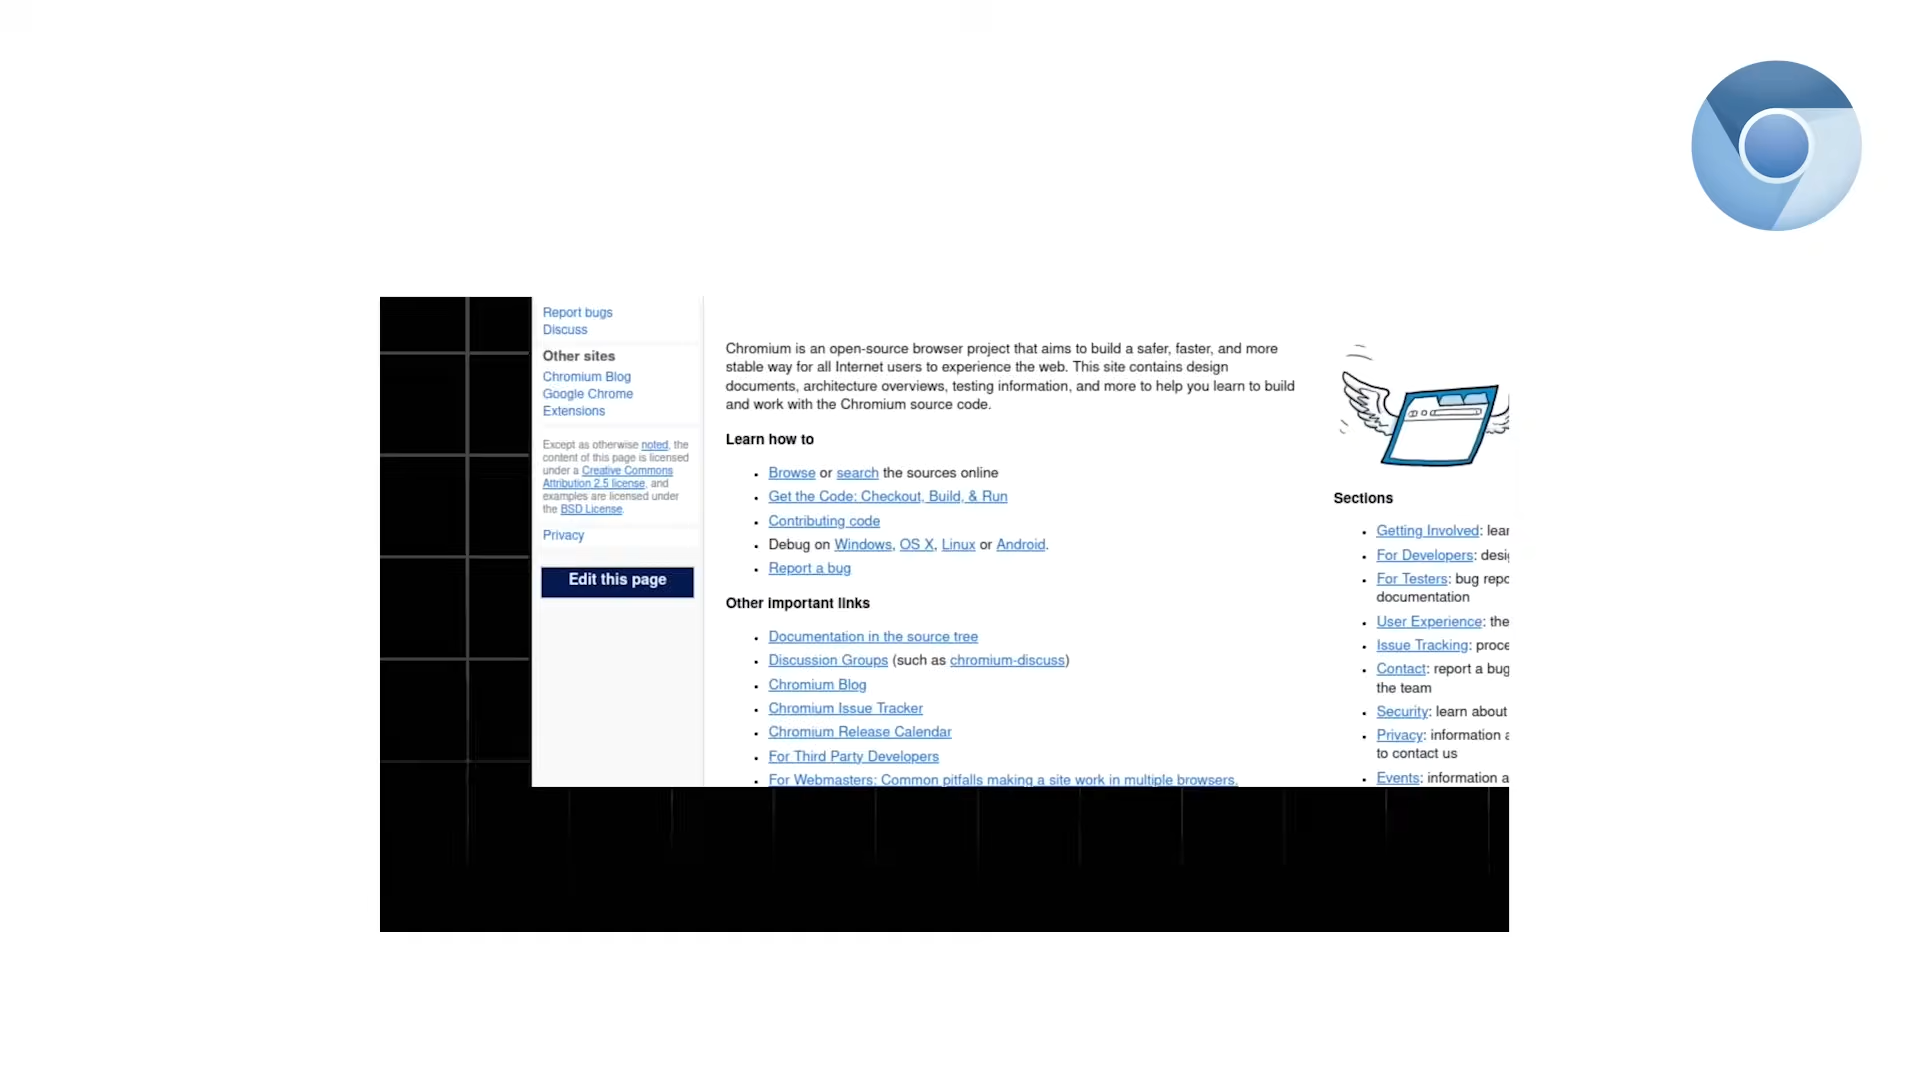 Report bugs
Discuss
Other sites
Chromium Blog
Google Chrome
Extensions
Except as otherwise noted, the
content of this page is licensed
under a Creative Commons
Attribution 2.5 license, and
examples are licensed under
the BSD License.
Privacy
Edit this page
Chromium is an open-source browser project that aims to build a safer, faster, and more
stable way for all Internet users to experience the web. This site contains design
documents, architecture overviews, testing information, and more to help you learn to build
and work with the Chromium source code.
Learn how to
Browse or search the sources online
Get the Code: Checkout, Build, & Run
Contributing code
Debug on Windows, OS X, Linux or Android.
Report a bug
Other important links
Documentation in the source tree
Discussion Groups (such as chromium-discuss)
Chromium Blog
Chromium Issue Tracker
Chromium Release Calendar
For Third Party Developers
For Webmasters: Common pitfalls making a site work in multiple browsers.
Sections
Getting Involved:
For Developers:
For Testers: bug
documentation
User Experience: the
Issue Tracking:
Contact: report a bug
the team
Security: learn about
Privacy: information
to contact us
Events: information